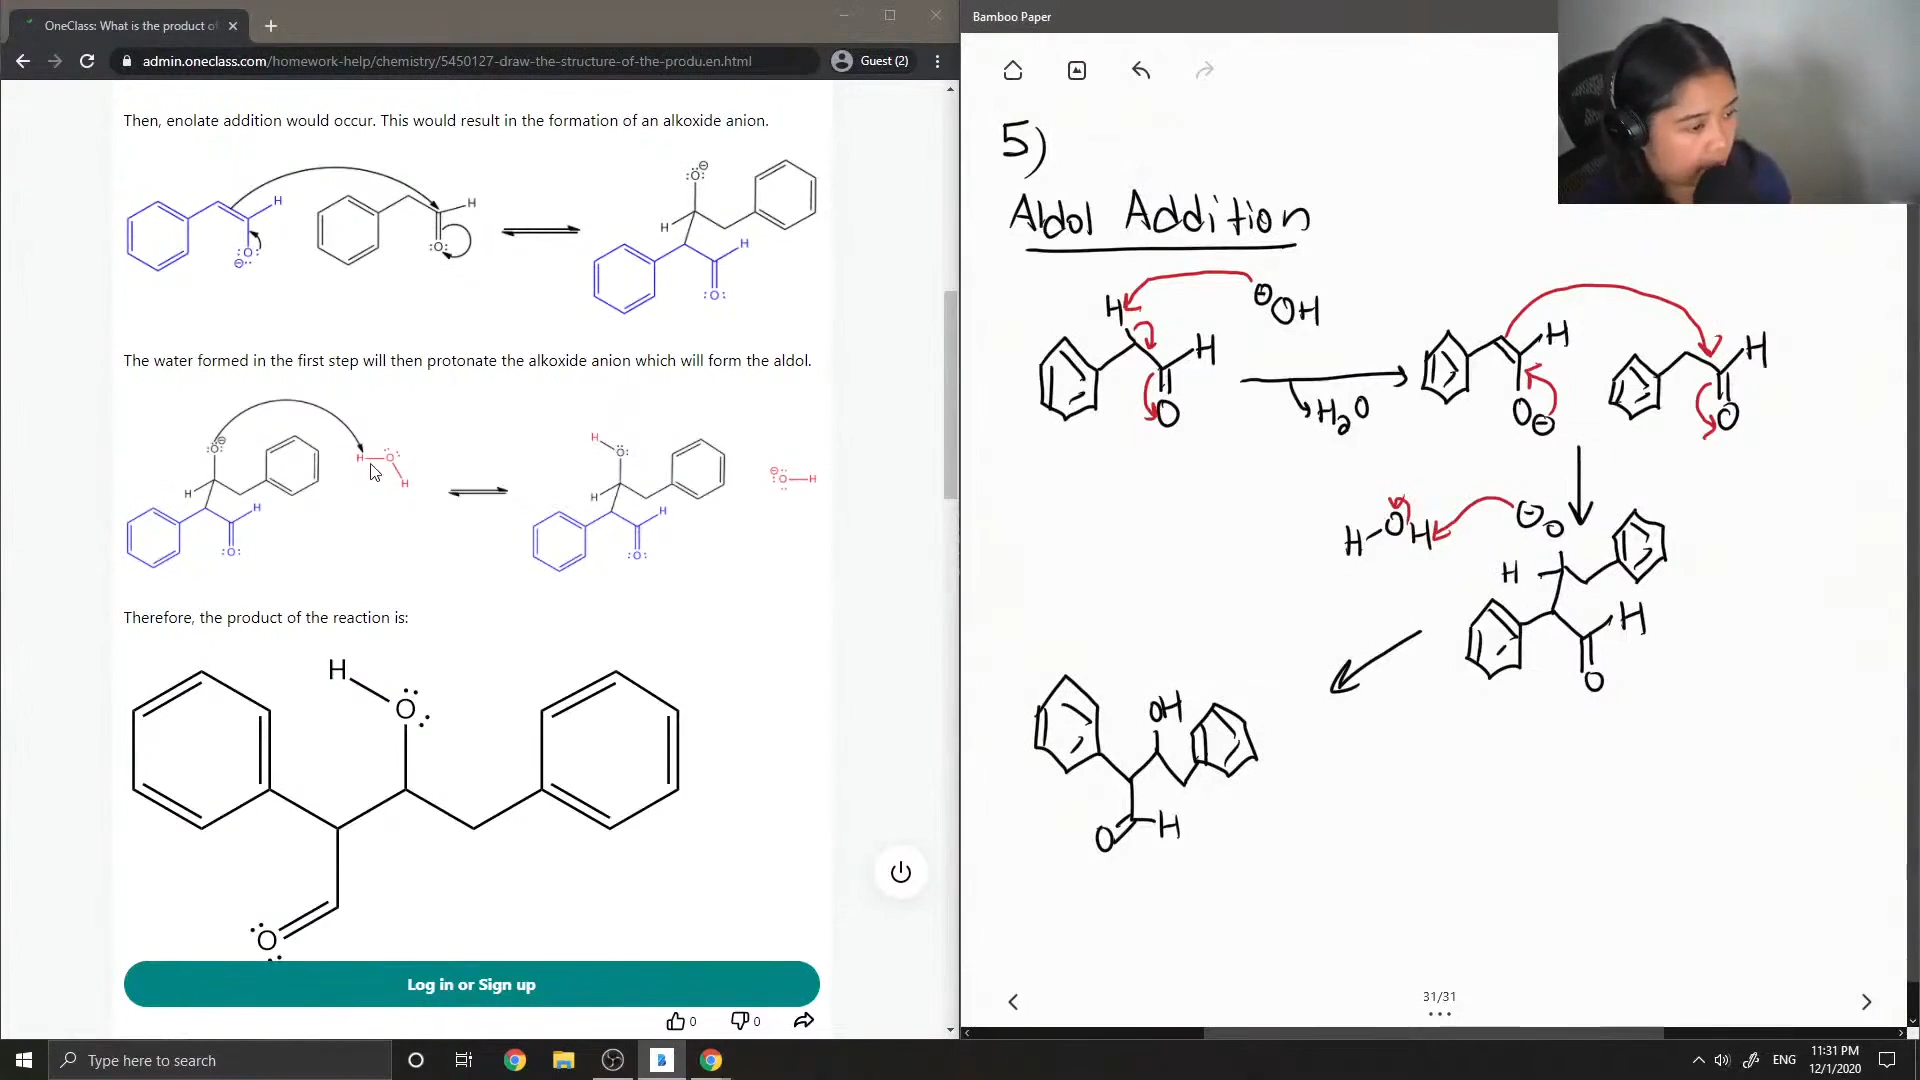 OneClass: What is the product o
admin.oneclass.com/homework-help/chemistry/5450127-draw-the-structure-of-the-produ.en.html
Guest (2)
Then, enolate addition would occur. This would result in the formation of an alkoxide anion.
H
H
:O:
H
H
:O:
:O:
⊖
:O:
The water formed in the first step will then protonate the alkoxide anion which will form the aldol.
H
:O:
H
O
H
O:
H
H
H
H
O
H
:O:
:O:
Therefore, the product of the reaction is:
H
O
O
Log in or Sign up
0
0
Bamboo Paper
5)
Aldol Addition
H
⊖OH
H
O
H2O
H
O⊖
H
O
H-O H
⊖O
H
H
O
OH
O
H
31/31
Type here to search
ENG
11:31 PM
12/1/2020